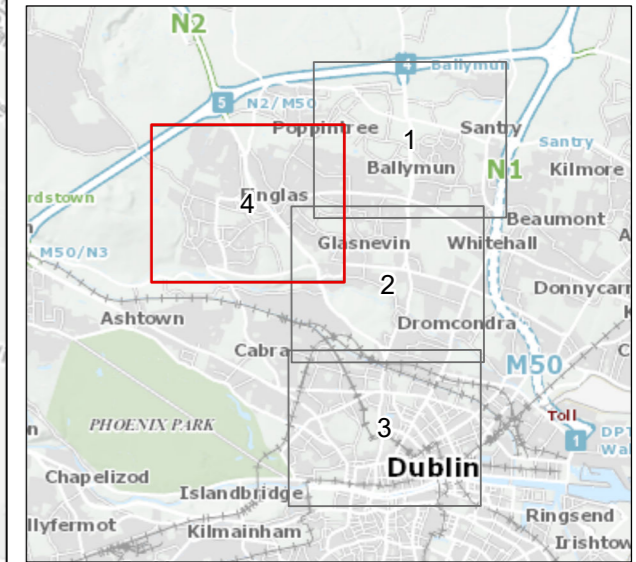 N2
4 Ballymun
5 N2/M50
Poppintree
Santry
1
Santry
Ballymun
N1
Kilmore
rdstown
Englas
4
Beaumont
M50/N3
Glasnevin
Whitehall
2
Donnycarn
Ashtown
Dromcondra
Cabra
M50
PHOENIX PARK
3
Toll
1
DPT
Dublin
Chapelizod
Islandbridge
llyfermot
Kilmainham
Ringsend
Irishtow